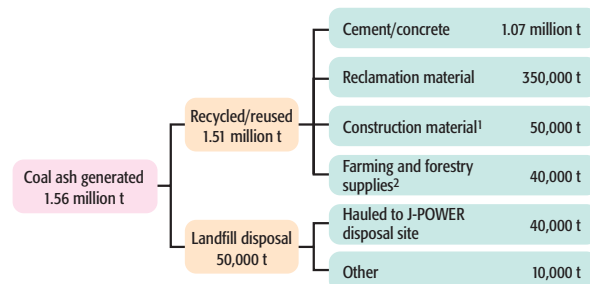 Cement/concrete 1.07 million t
Reclamation material 350,000 t
Recycled/reused
1.51 million t
Construction material¹ 50,000 t
Farming and forestry
supplies² 40,000 t
Coal ash generated
1.56 million t
Landfill disposal
50,000 t
Hauled to J-POWER
disposal site 40,000 t
Other 10,000 t